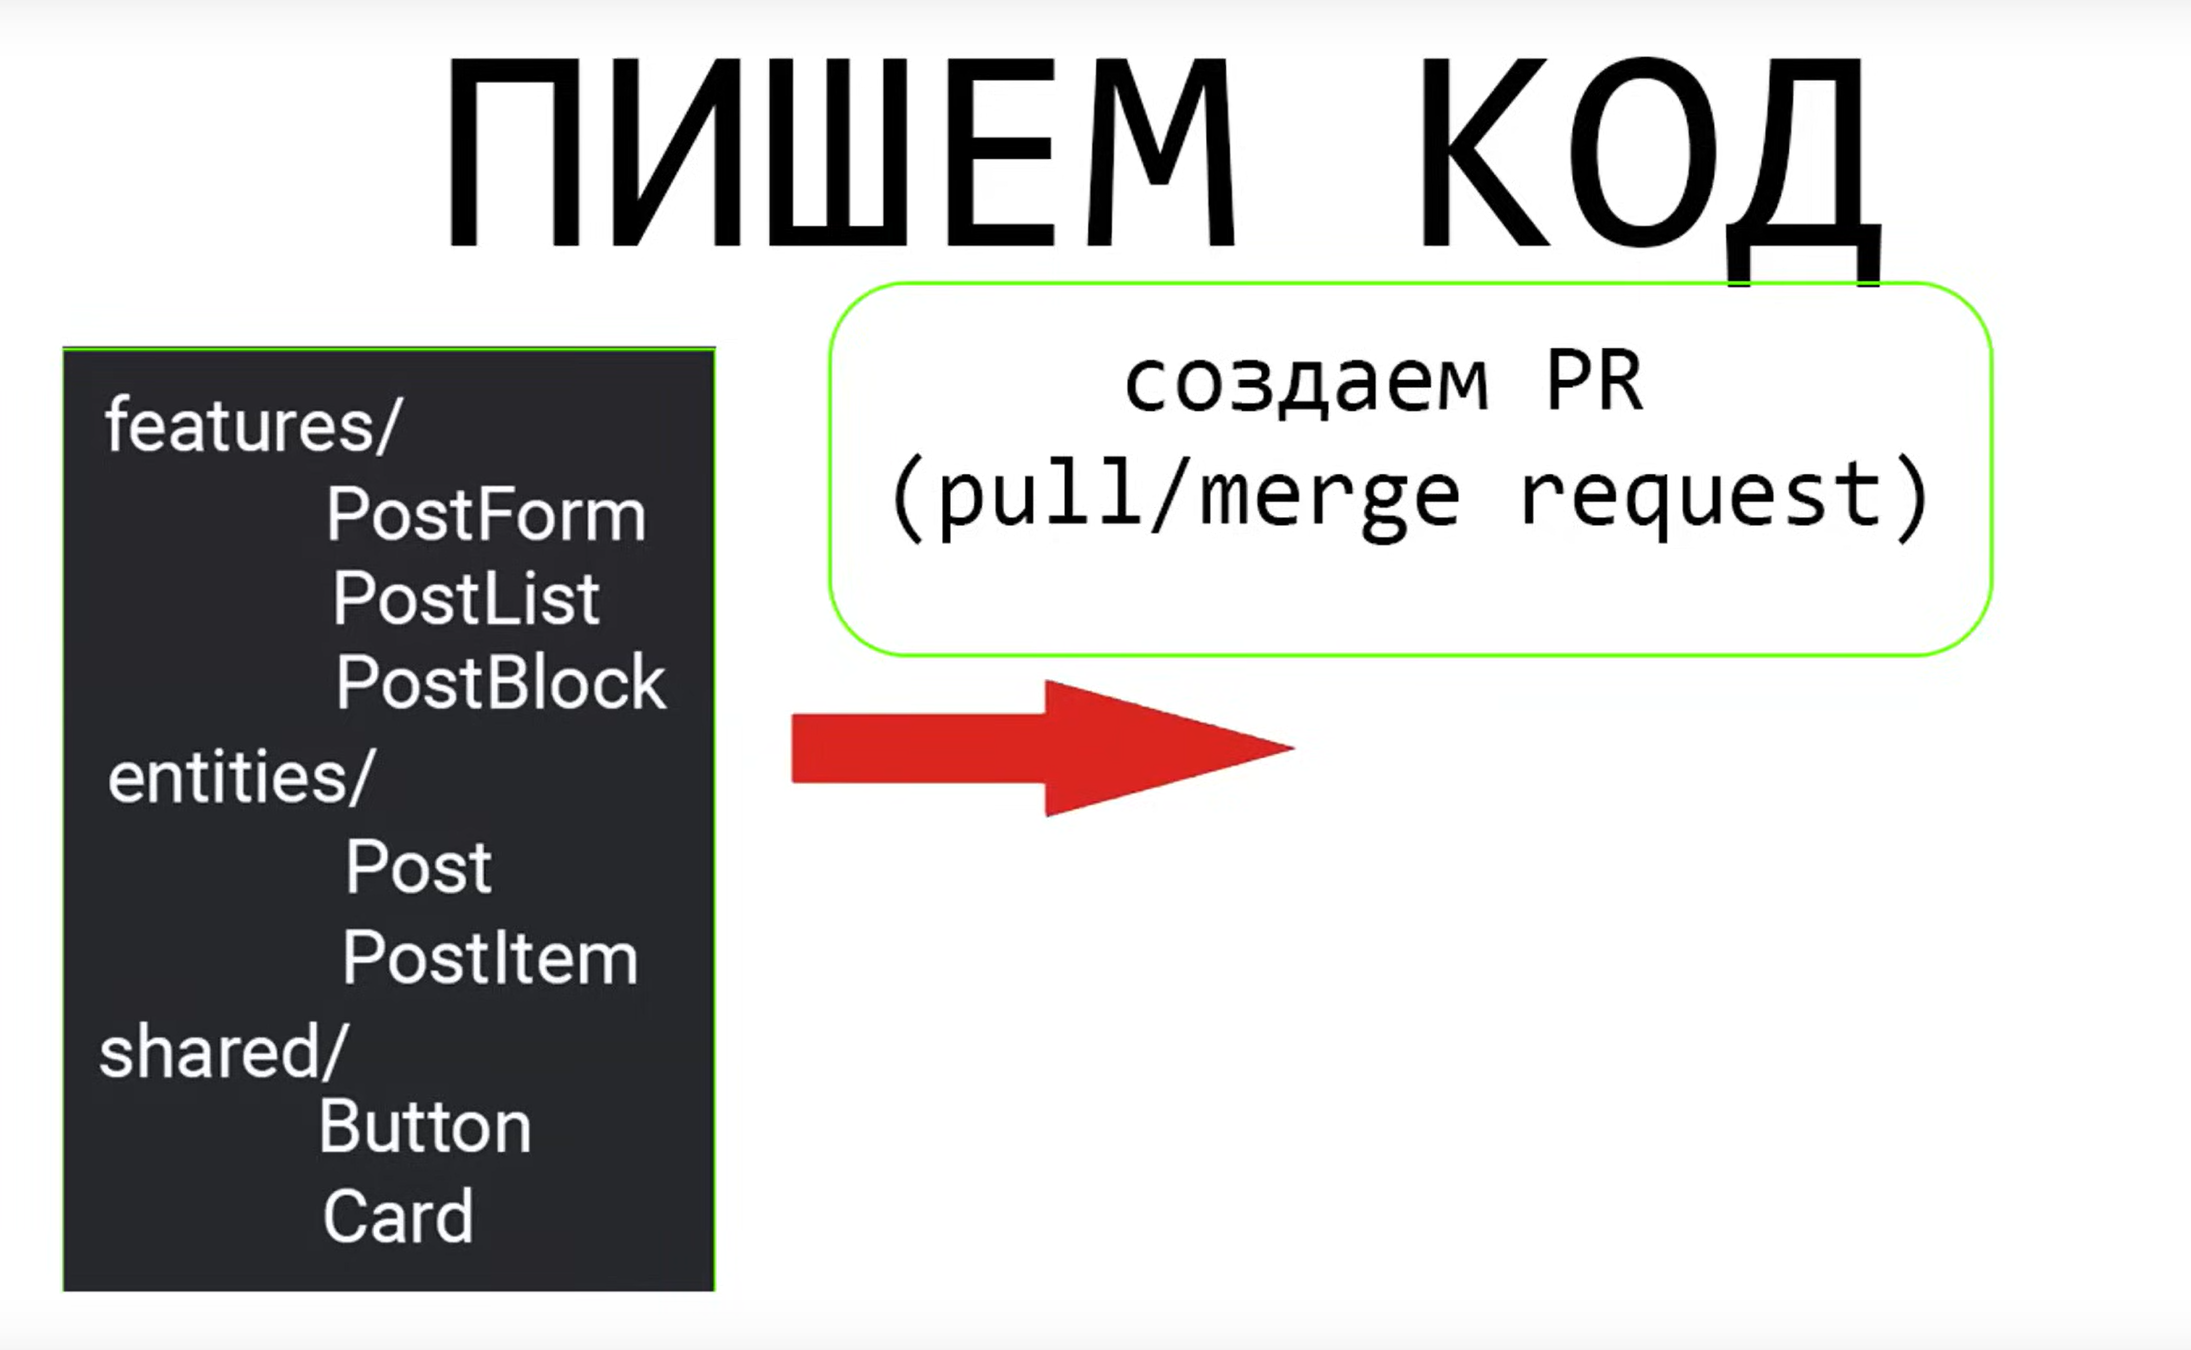 ПИШЕМ КОД
features/
PostForm
PostList
PostBlock
entities/
Post
PostItem
shared/
Button
Card
создаем PR
(pull/merge request)